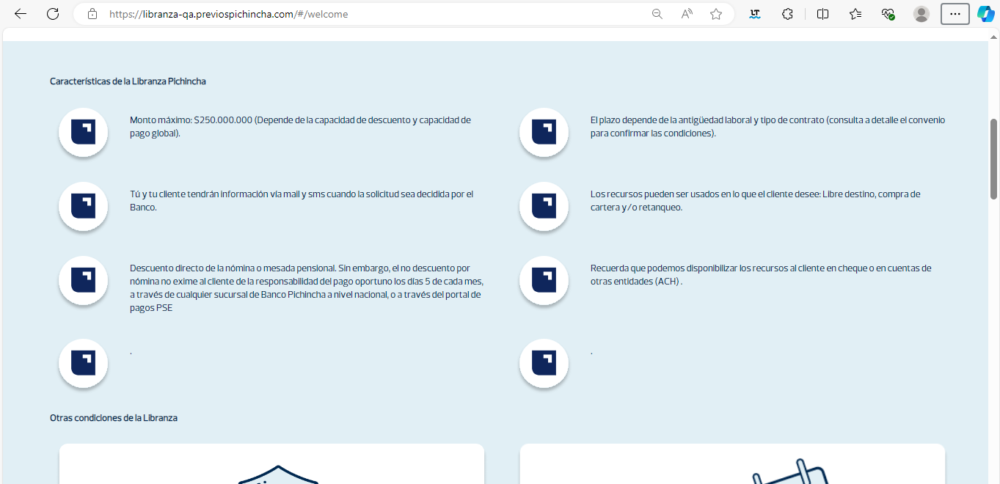 https://libranza-qa.previospichincha.com/#/welcome
Características de la Libranza Pichincha
Monto máximo: $250.000.000 (Depende de la capacidad de descuento y capacidad de
pago global).
El plazo depende de la antigüedad laboral y tipo de contrato (consulta a detalle el convenio
para confirmar las condiciones).
Tú y tu cliente tendrán información vía mail y sms cuando la solicitud sea decidida por el
Banco.
Los recursos pueden ser usados en lo que el cliente desee: Libre destino, compra de
cartera y/o retanqueo.
Descuento directo de la nómina o mesada pensional. Sin embargo, el no descuento por
nómina no exime al cliente de la responsabilidad del pago oportuno los días 5 de cada mes,
a través de cualquier sucursal de Banco Pichincha a nivel nacional, o a través del portal de
pagos PSE
Recuerda que podemos disponibilizar los recursos al cliente en cheque o en cuentas de
otras entidades (ACH) .
.
.
Otras condiciones de la Libranza